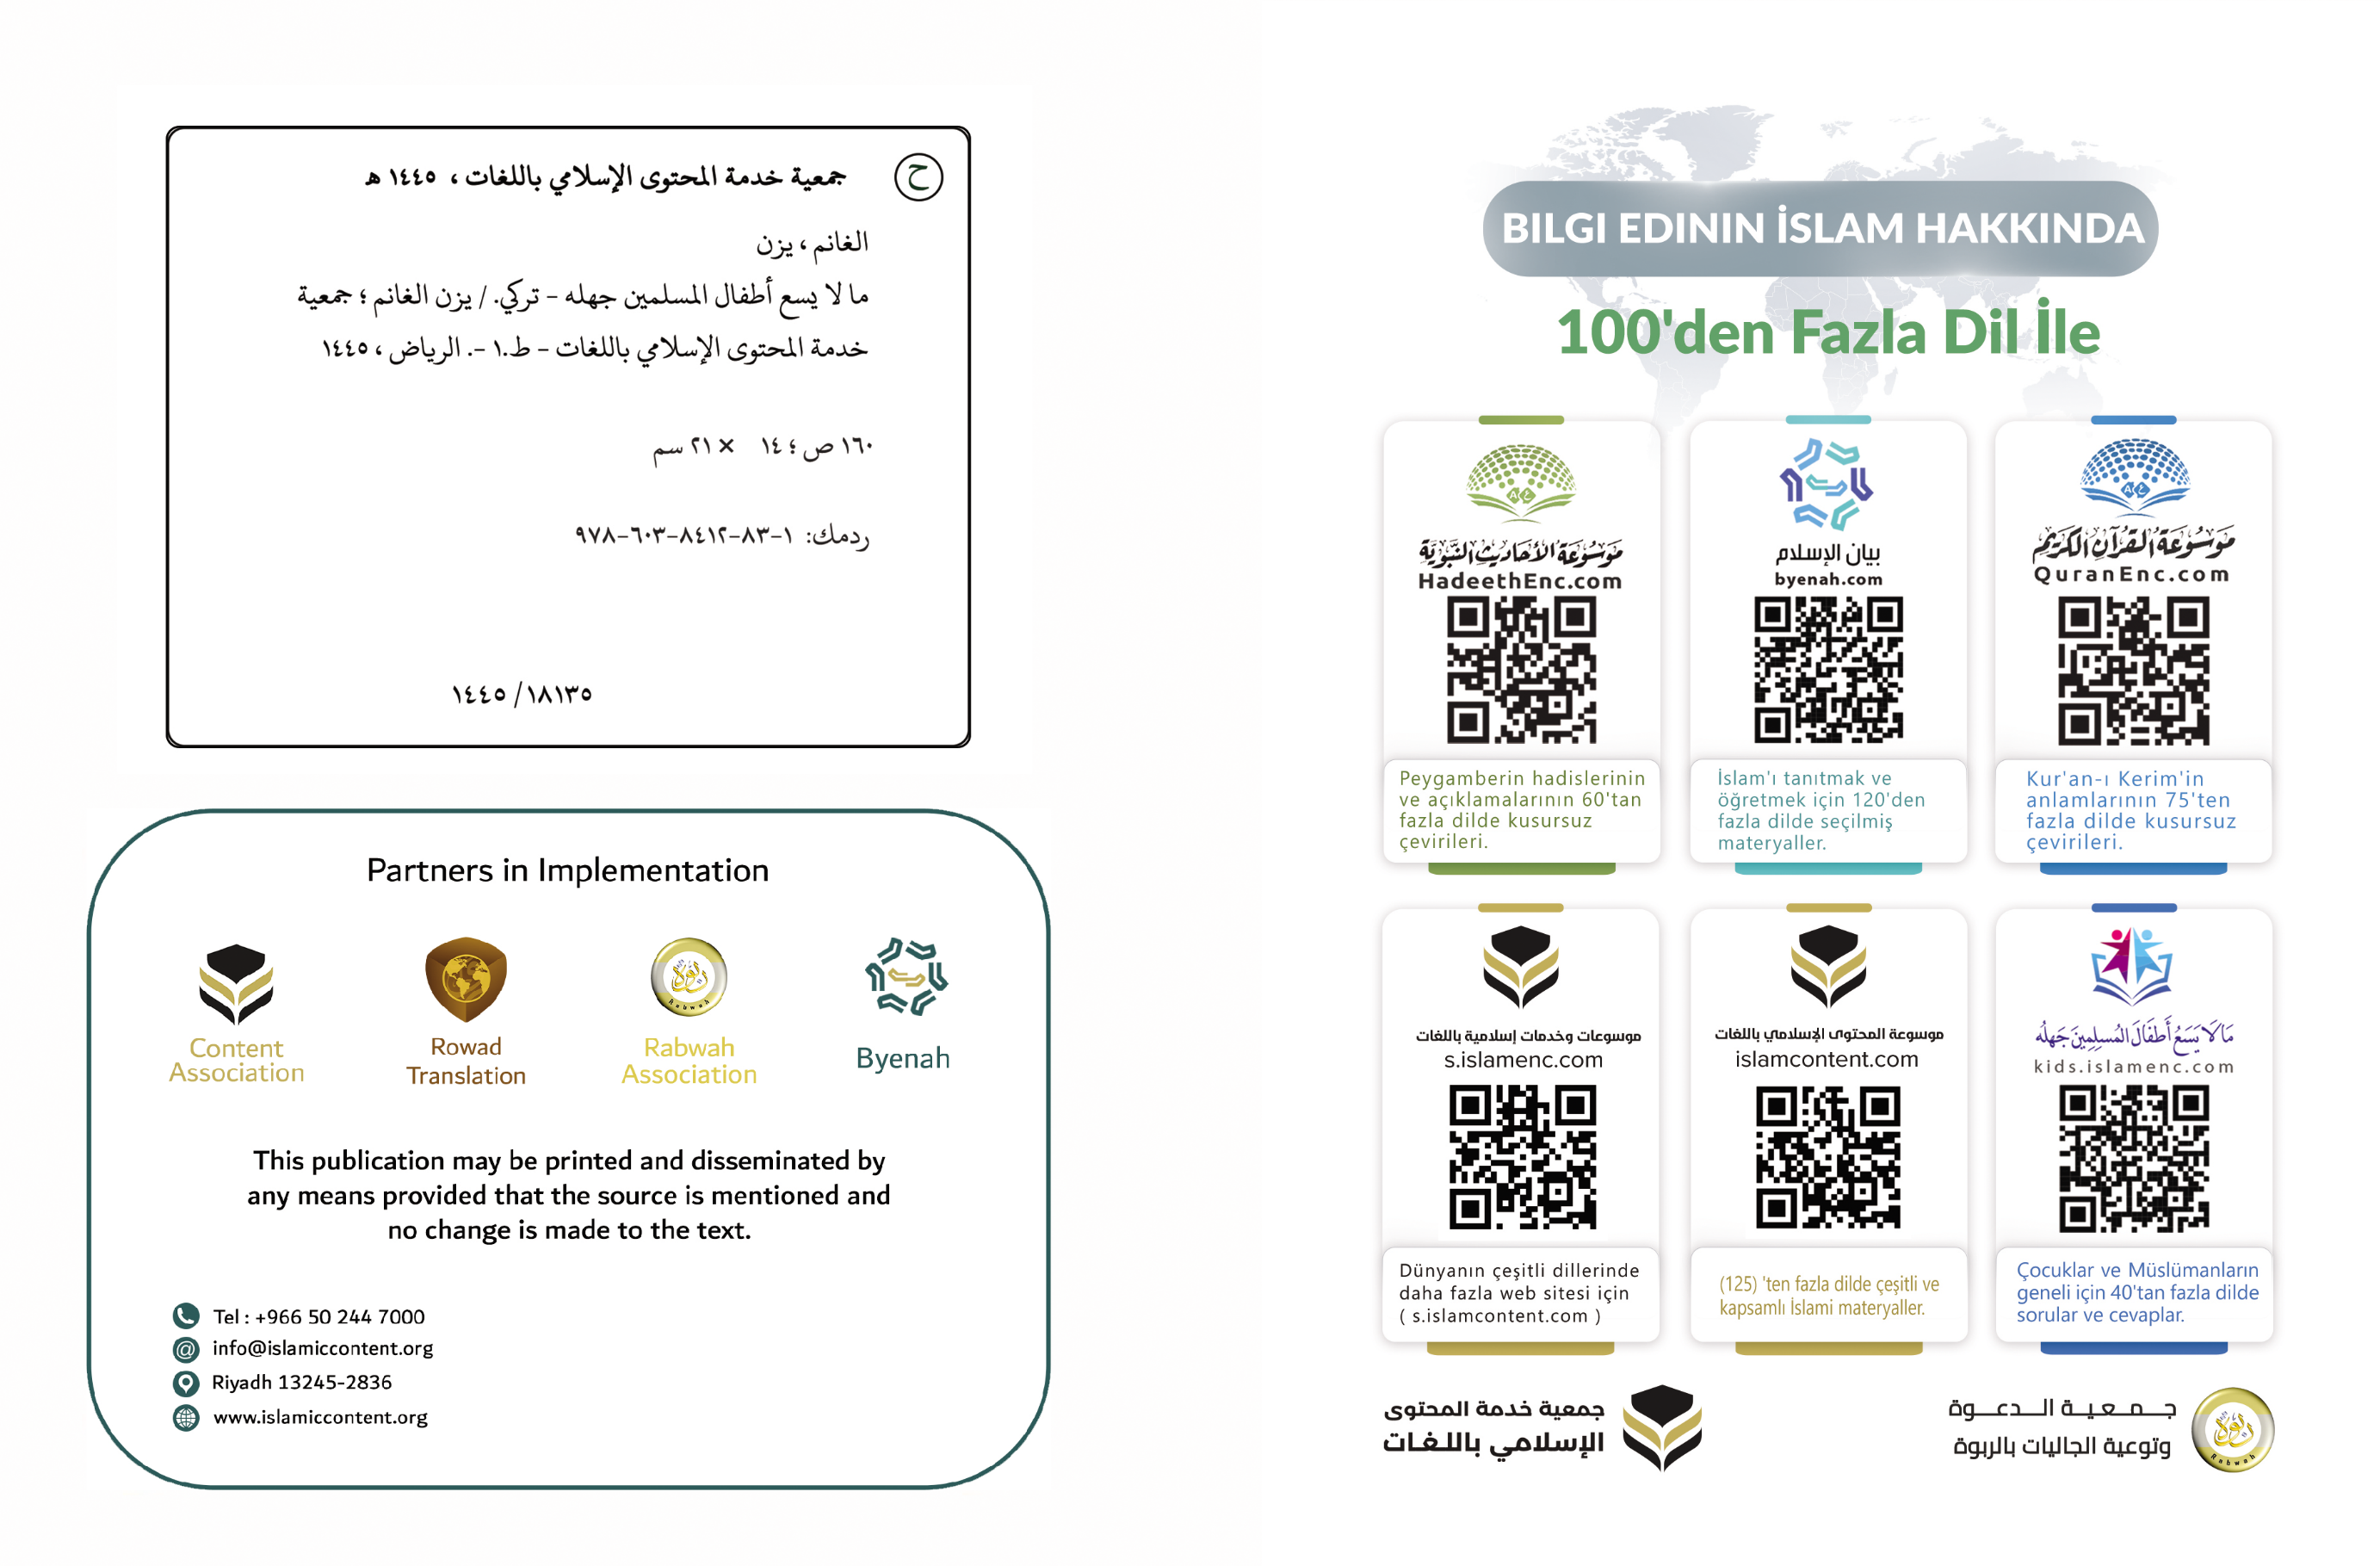 ح
جمعية خدمة المحتوى الإسلامي باللغات ، ١٤٤٥ هـ
الغانم ، يزن
ما لا يسع أطفال المسلمين جهله - تركي. / يزن الغانم ؛ جمعية
خدمة المحتوى الإسلامي باللغات - ط.١ -. الرياض ، ١٤٤٥
١٦٠ ص ؛ ١٤ × ٢١ سم
ردمك: ١-٨٣-٨٤١٢-٦٠٣-٩٧٨
١٤٤٥ / ١٨١٣٥
Partners in Implementation
Content
Association
Rowad
Translation
Rabwah
Rabwah
Association
Byenah
This publication may be printed and disseminated by
any means provided that the source is mentioned and
no change is made to the text.
Tel : +966 50 244 7000
info@islamiccontent.org
Riyadh 13245-2836
www.islamiccontent.org
BILGI EDININ İSLAM HAKKINDA
100'den Fazla Dil İle
موسوعة الأحاديث النبوية
HadeethEnc.com
Peygamberin hadislerinin
ve açıklamalarının 60'tan
fazla dilde kusursuz
çevirileri.
بيان الإسلام
byenah.com
İslam'ı tanıtmak ve
öğretmek için 120'den
fazla dilde seçilmiş
materyaller.
موسوعة القرآن الكريم
QuranEnc.com
Kur'an-ı Kerim'in
anlamlarının 75'ten
fazla dilde kusursuz
çevirileri.
موسوعات وخدمات إسلامية باللغات
s.islamenc.com
Dünyanın çeşitli dillerinde
daha fazla web sitesi için
( s.islamcontent.com )
موسوعة المحتوى الإسلامي باللغات
islamcontent.com
(125) 'ten fazla dilde çeşitli ve
kapsamlı İslami materyaller.
مَا لَا يَسَعُ أَطفَالَ المُسلِمِينَ جَهلُه
kids.islamenc.com
Çocuklar ve Müslümanların
geneli için 40'tan fazla dilde
sorular ve cevaplar.
جمعية خدمة المحتوى
الإسلامي باللغات
جـمـعـيـة الـدعـوة
وتوعية الجاليات بالربوة
Rabwah